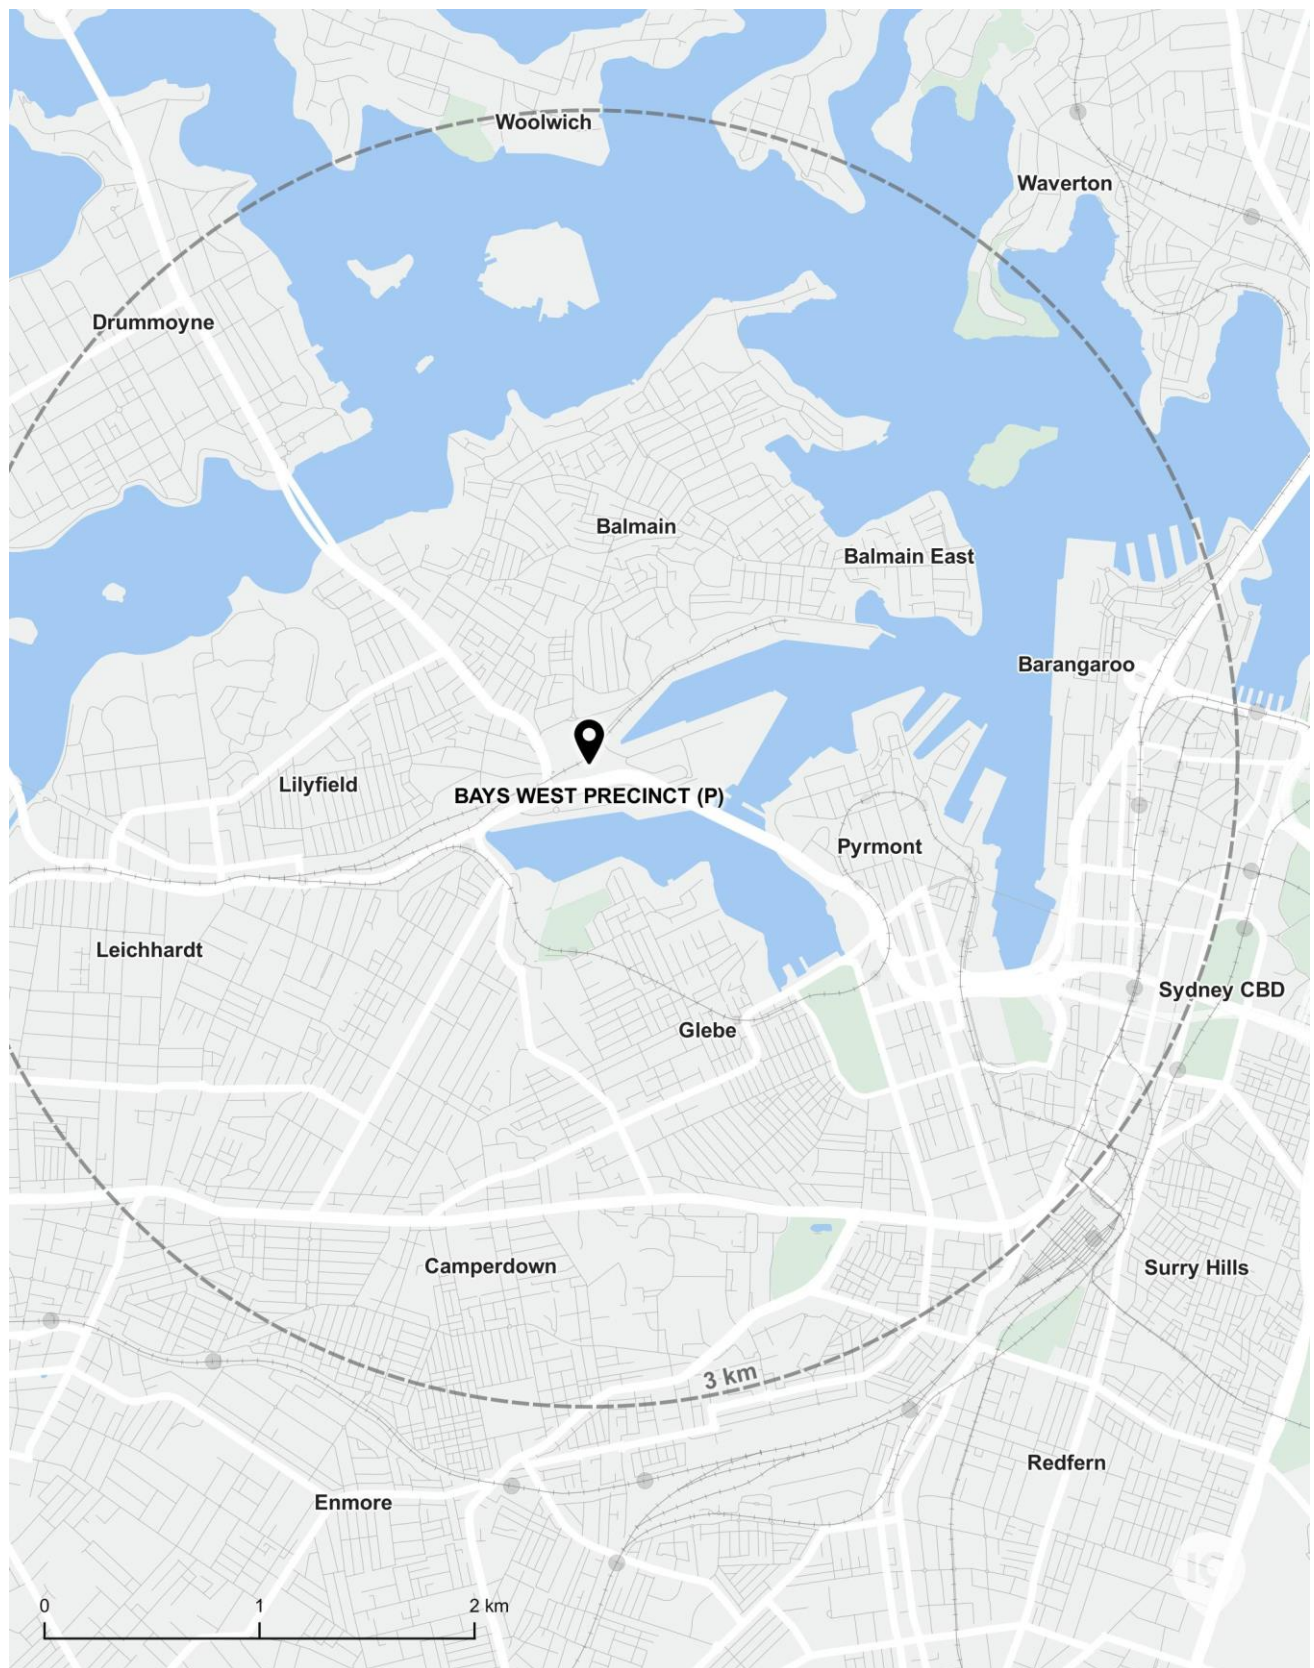 Woolwich
Waverton
Drummoyne
Balmain
Balmain East
Barangaroo
Lilyfield
BAYS WEST PRECINCT (P)
Pyrmont
Leichhardt
Sydney CBD
Glebe
Camperdown
Surry Hills
3 km
Redfern
Enmore
0 1 2 km